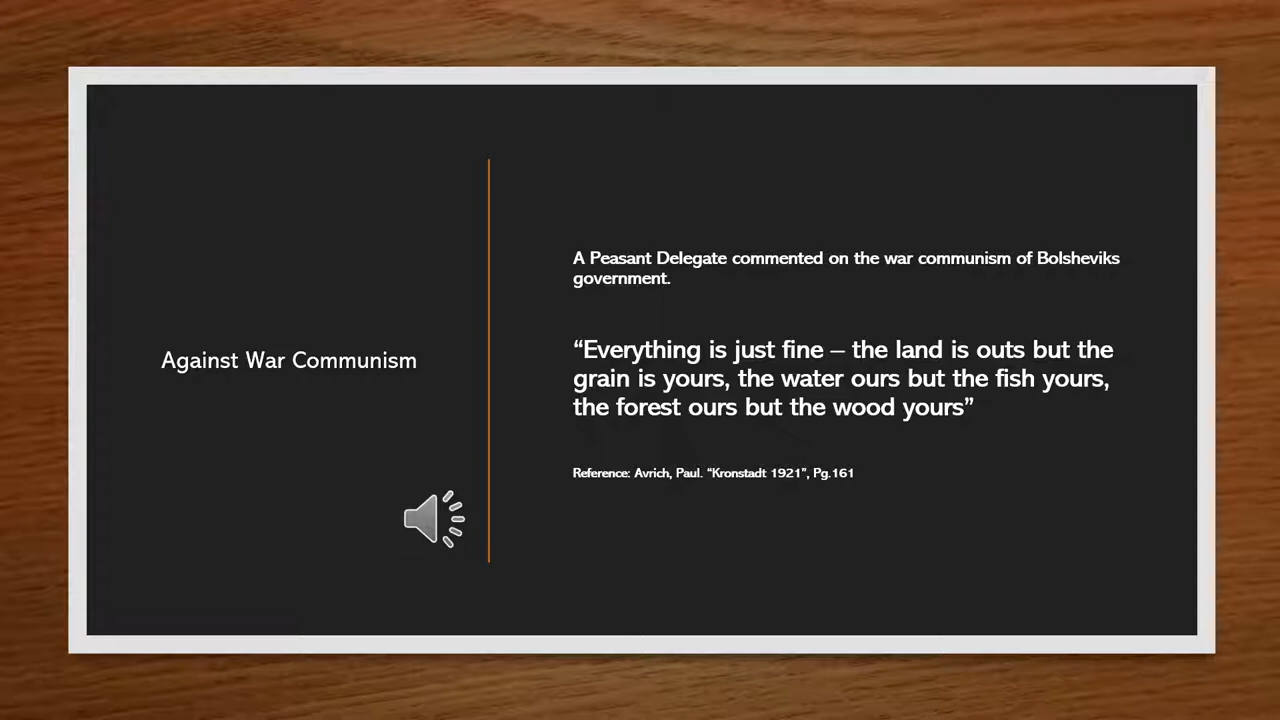 Against War Communism
A Peasant Delegate commented on the war communism of Bolsheviks
government.
“Everything is just fine – the land is outs but the
grain is yours, the water ours but the fish yours,
the forest ours but the wood yours”
Reference: Avrich, Paul. “Kronstadt 1921”, Pg.161